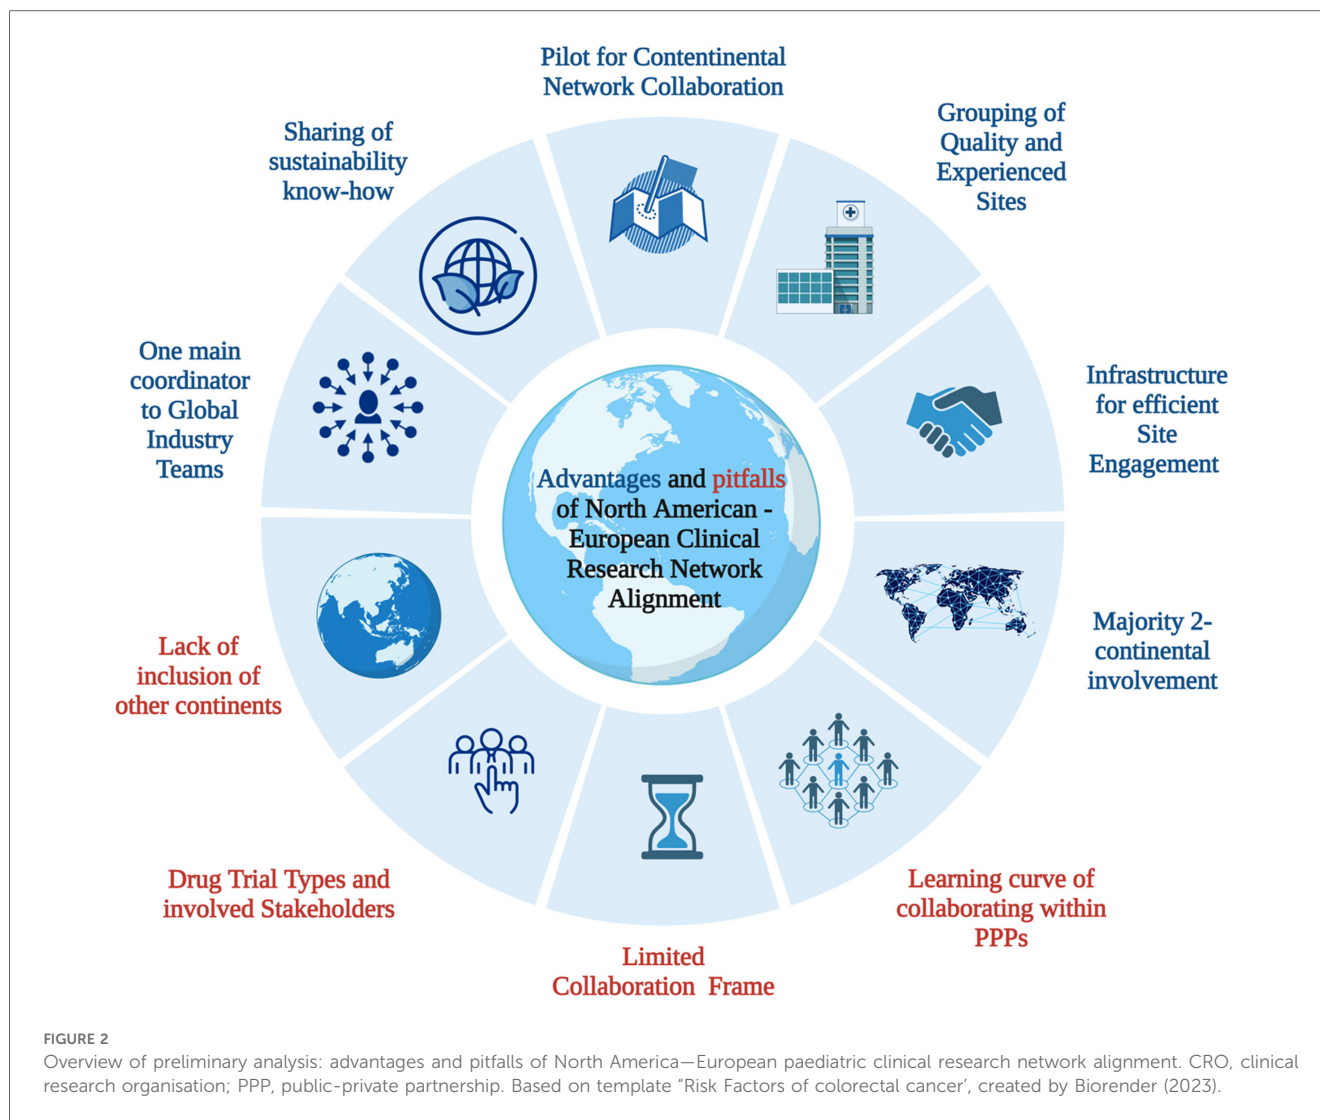 Pilot for Contentinental
Network Collaboration
Grouping of
Quality and
Experienced
Sites
Sharing of
sustainability
know-how
One main
coordinator
to Global
Industry
Teams
Infrastructure
for efficient
Site
Engagement
Advantages and pitfalls
of North American -
European Clinical
Research Network
Alignment
Majority 2-
continental
involvement
Lack of
inclusion of
other continents
Drug Trial Types and
involved Stakeholders
Learning curve of
collaborating within
PPPs
Limited
Collaboration Frame
FIGURE 2
Overview of preliminary analysis: advantages and pitfalls of North America—European paediatric clinical research network alignment. CRO, clinical
research organisation; PPP, public-private partnership. Based on template “Risk Factors of colorectal cancer’, created by Biorender (2023).